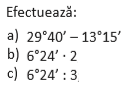 Efectuează:
a) 29°40′ – 13°15′
b) 6°24′ · 2
c) 6°24′ : 3